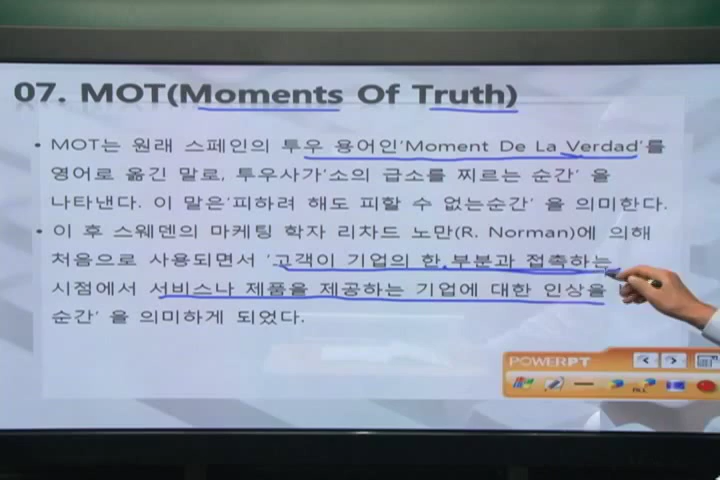 07. MOT(Moments Of Truth)
• MOT는 원래 스페인의 투우 용어인'Moment De La Verdad'를
영어로 옮긴 말로, 투우사가'소의 급소를 찌르는 순간' 을
나타낸다. 이 말은'피하려 해도 피할 수 없는순간' 을 의미한다.
• 이 후 스웨덴의 마케팅 학자 리차드 노만(R. Norman)에 의해
처음으로 사용되면서 '고객이 기업의 한 부분과 접촉하는
시점에서 서비스나 제품을 제공하는 기업에 대한 인상을
순간' 을 의미하게 되었다.
POWERPT